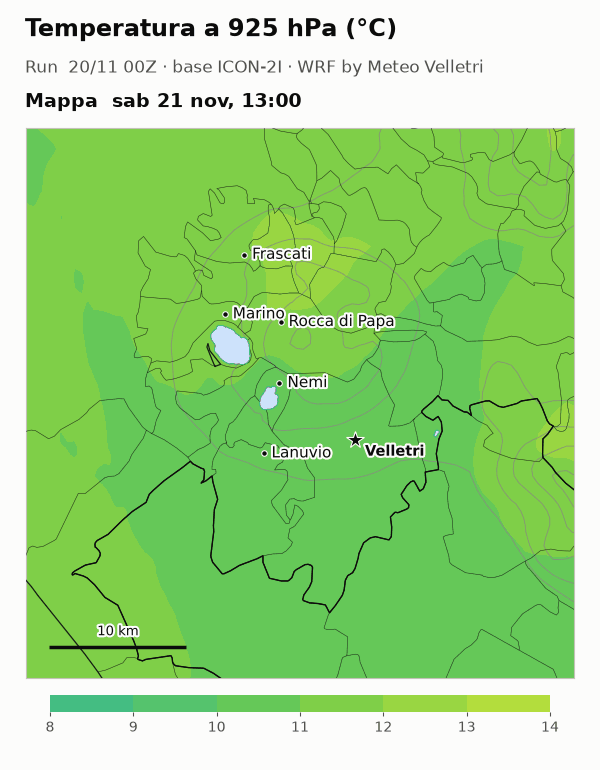 Temperatura a 925 hPa (°C)
Run 20/11 00Z · base ICON-2I · WRF by Meteo Velletri
Mappa sab 21 nov, 13:00
Frascati
Marino
Rocca di Papa
Nemi
Velletri
Lanuvio
10 km
8 9 10 11 12 13 14